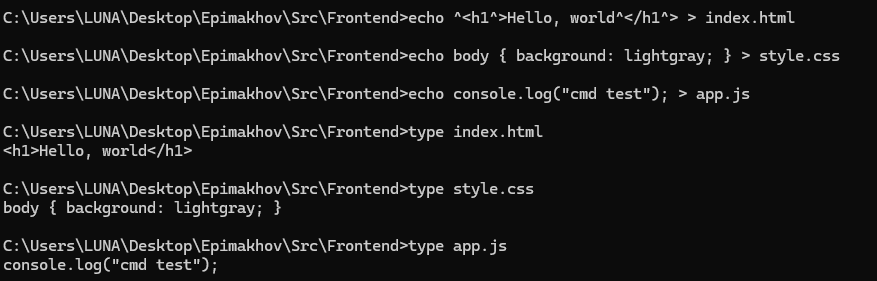 C:\Users\LUNA\Desktop\Epimakhov\Src\Frontend>echo ^<h1^>Hello, world^</h1^> > index.html
C:\Users\LUNA\Desktop\Epimakhov\Src\Frontend>echo body { background: lightgray; } > style.css
C:\Users\LUNA\Desktop\Epimakhov\Src\Frontend>echo console.log("cmd test"); > app.js
C:\Users\LUNA\Desktop\Epimakhov\Src\Frontend>type index.html
<h1>Hello, world</h1>
C:\Users\LUNA\Desktop\Epimakhov\Src\Frontend>type style.css
body { background: lightgray; }
C:\Users\LUNA\Desktop\Epimakhov\Src\Frontend>type app.js
console.log("cmd test");